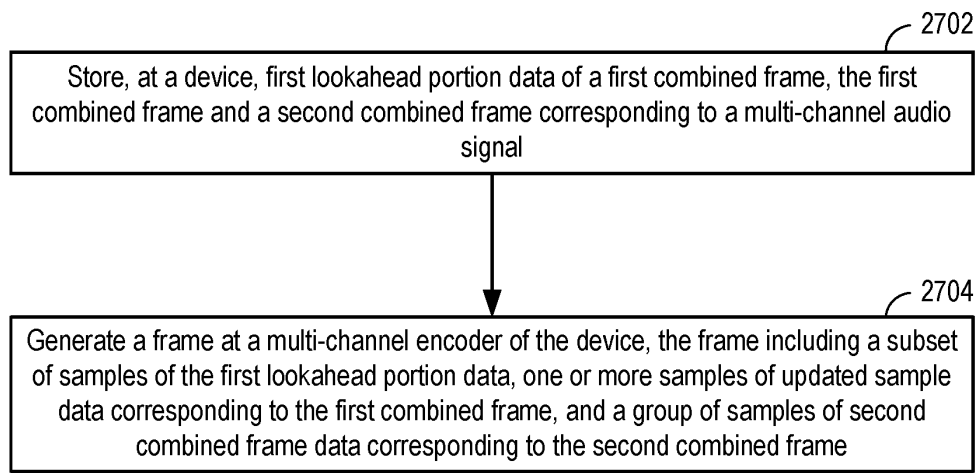 2702
Store, at a device, first lookahead portion data of a first combined frame, the first
combined frame and a second combined frame corresponding to a multi-channel audio
signal
2704
Generate a frame at a multi-channel encoder of the device, the frame including a subset
of samples of the first lookahead portion data, one or more samples of updated sample
data corresponding to the first combined frame, and a group of samples of second
combined frame data corresponding to the second combined frame